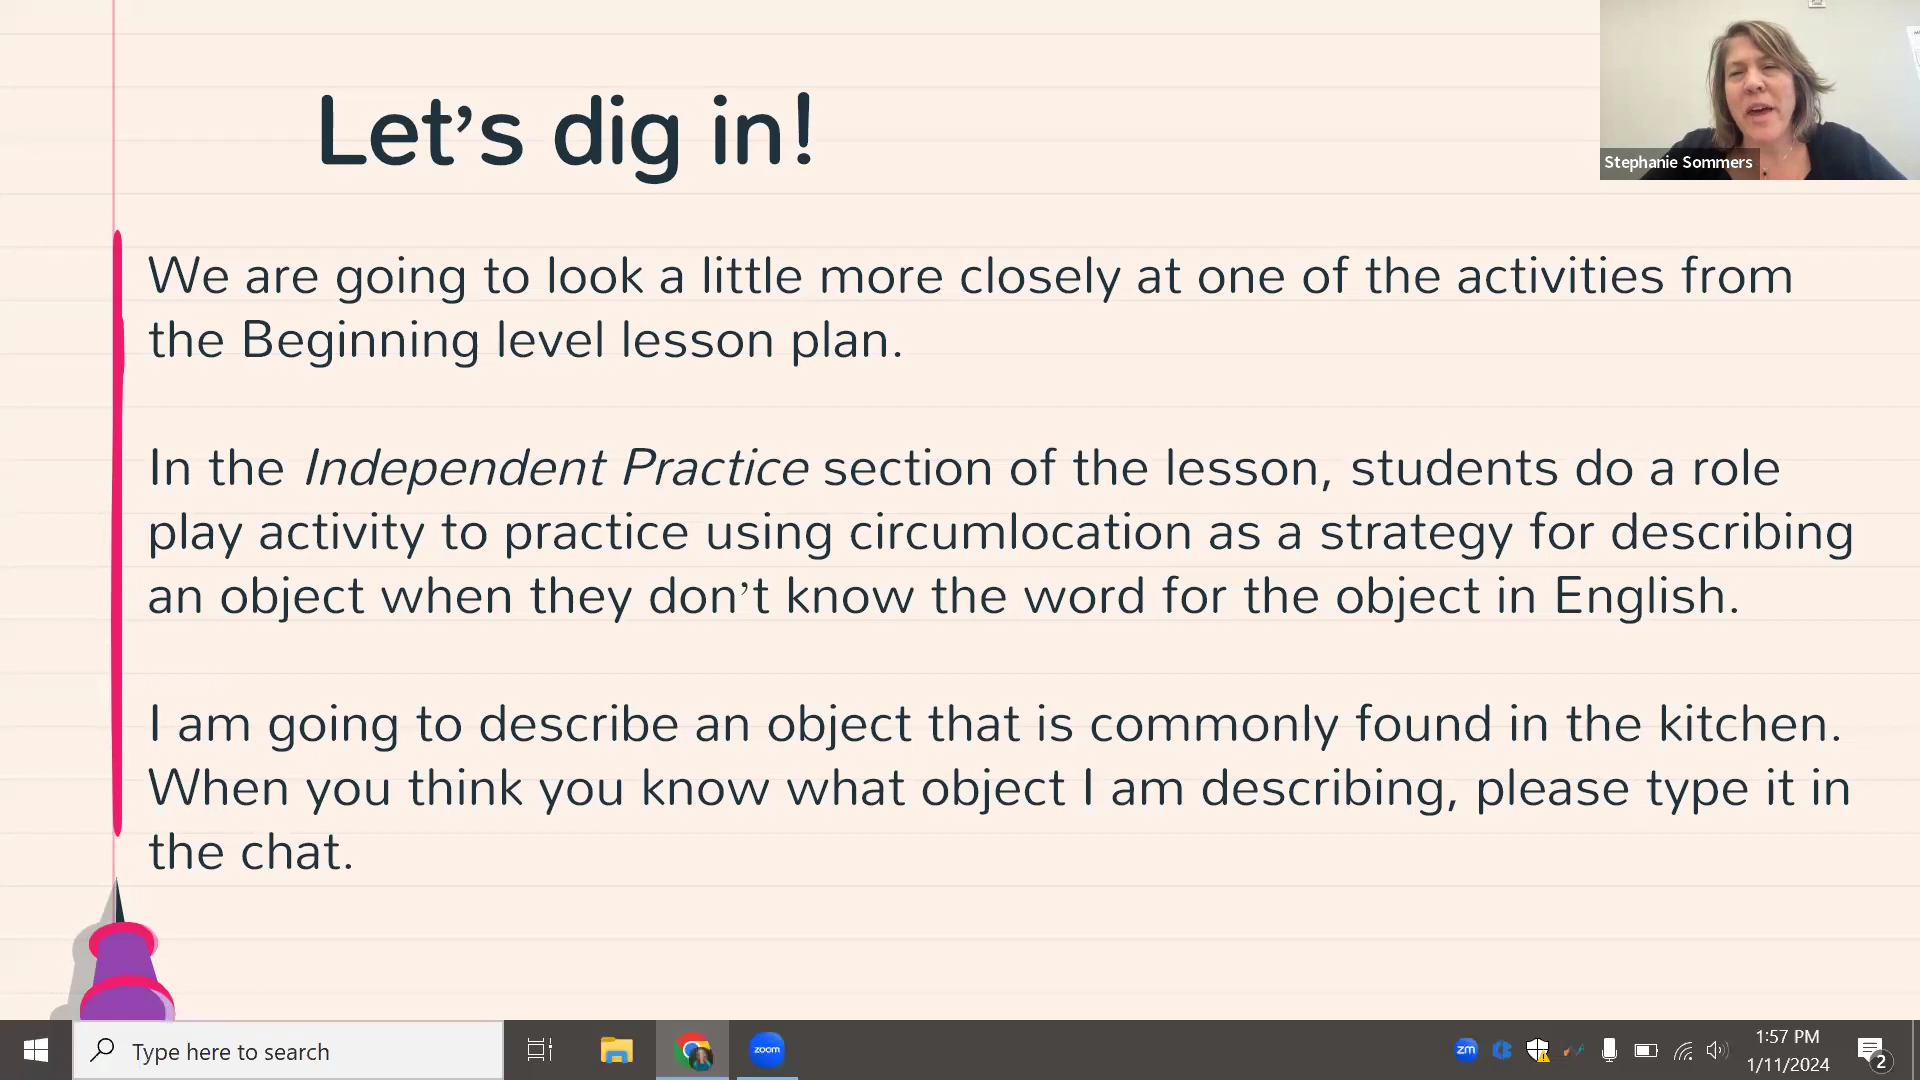 Let’s dig in!
Stephanie Sommers
We are going to look a little more closely at one of the activities from
the Beginning level lesson plan.
In the Independent Practice section of the lesson, students do a role
play activity to practice using circumlocation as a strategy for describing
an object when they don’t know the word for the object in English.
I am going to describe an object that is commonly found in the kitchen.
When you think you know what object I am describing, please type it in
the chat.
Type here to search
zoom
zm
1:57 PM
1/11/2024
2